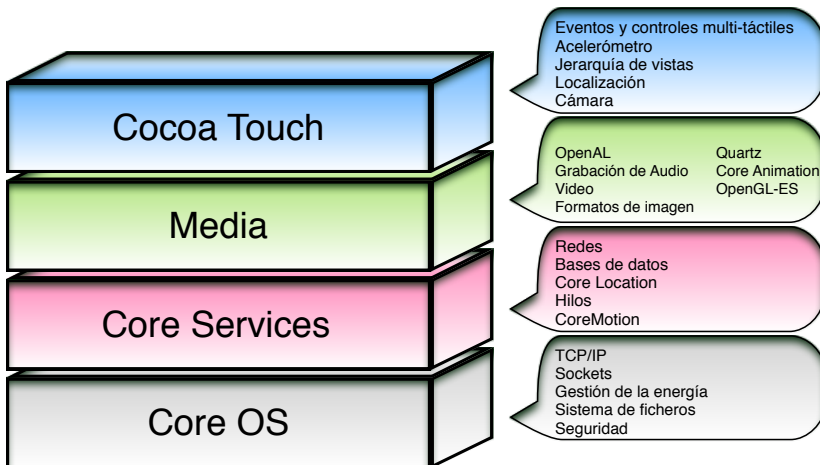 Cocoa Touch
Eventos y controles multi-táctiles
Acelerómetro
Jerarquía de vistas
Localización
Cámara
Media
OpenAL
Grabación de Audio
Video
Formatos de imagen
Quartz
Core Animation
OpenGL-ES
Core Services
Redes
Bases de datos
Core Location
Hilos
CoreMotion
Core OS
TCP/IP
Sockets
Gestión de la energía
Sistema de ficheros
Seguridad